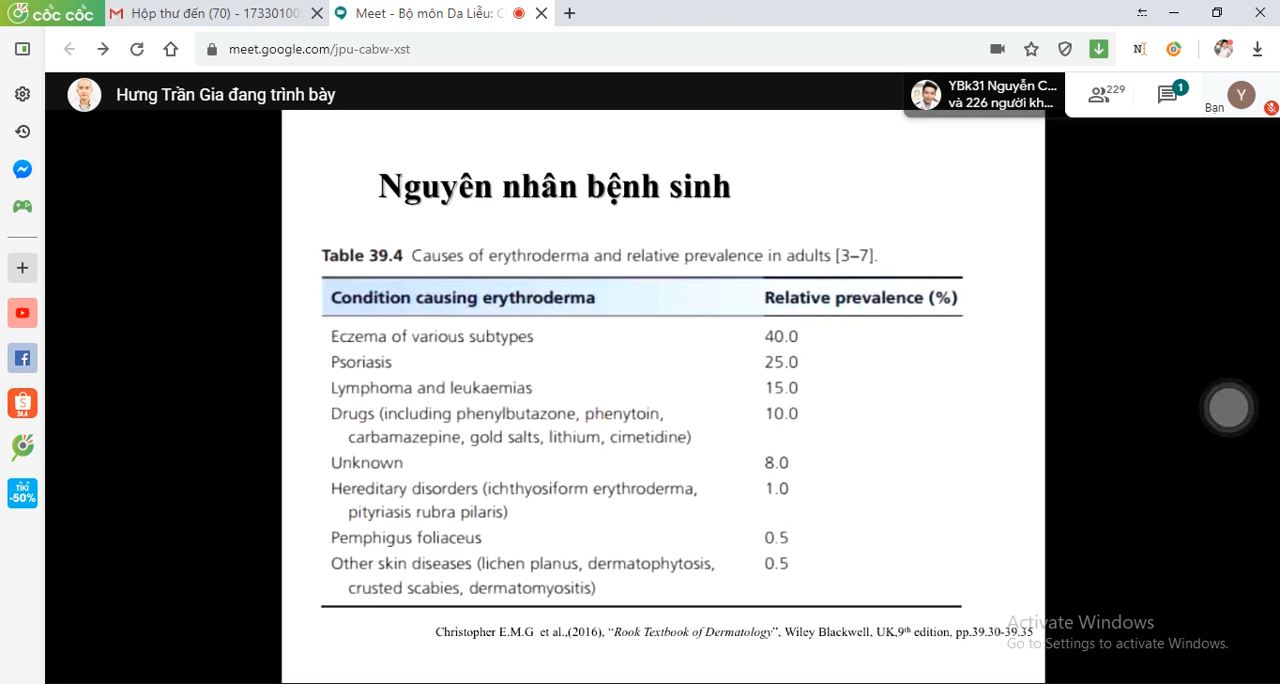 cốc cốc
Hộp thư đến (70) - 17330100
Meet - Bộ môn Da Liễu: C
meet.google.com/jpu-cabw-xst
Hưng Trần Gia đang trình bày
YBk31 Nguyễn C...
và 226 người kh...
229
1
Bạn
Y
Nguyên nhân bệnh sinh
Table 39.4 Causes of erythroderma and relative prevalence in adults [3–7].
Condition causing erythroderma Relative prevalence (%)
Eczema of various subtypes 40.0
Psoriasis 25.0
Lymphoma and leukaemias 15.0
Drugs (including phenylbutazone, phenytoin, 10.0
carbamazepine, gold salts, lithium, cimetidine)
Unknown 8.0
Hereditary disorders (ichthyosiform erythroderma, 1.0
pityriasis rubra pilaris)
Pemphigus foliaceus 0.5
Other skin diseases (lichen planus, dermatophytosis, 0.5
crusted scabies, dermatomyositis)
Christopher E.M.G et al.,(2016), “Rook Textbook of Dermatology”, Wiley Blackwell, UK,9th edition, pp.39.30-39.35
Activate Windows
Go to Settings to activate Windows.
TIKI
-50%